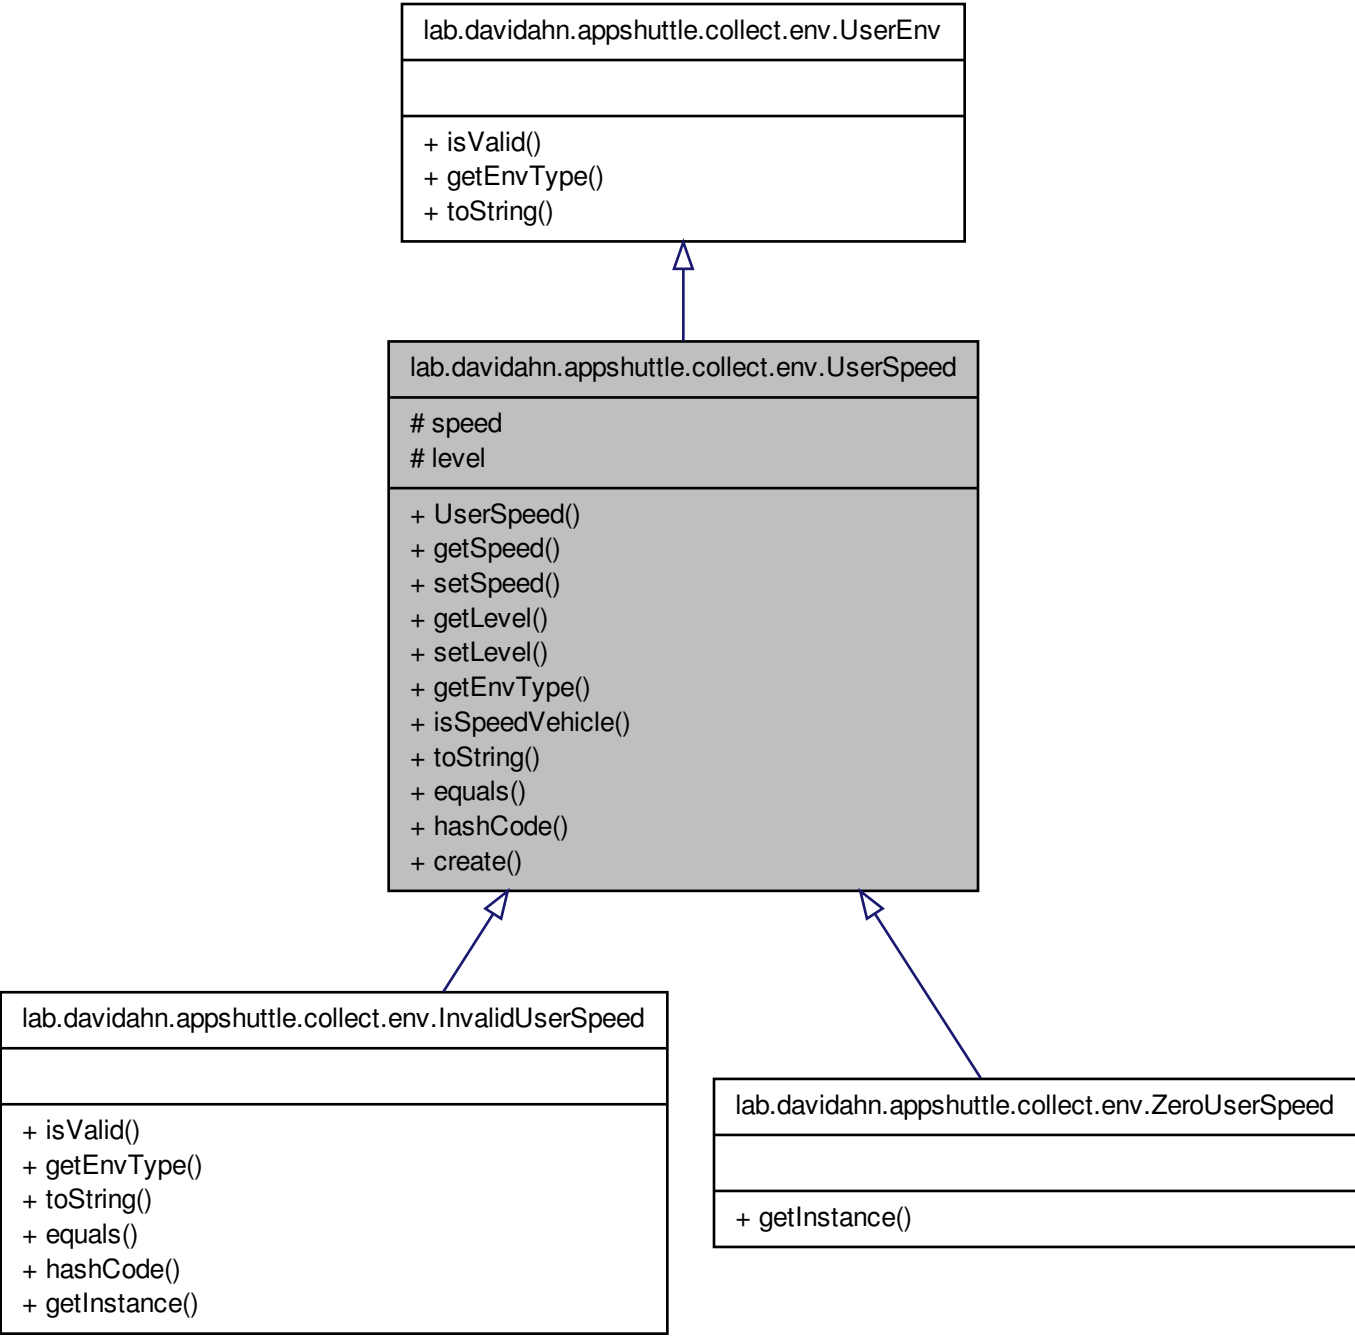 lab.davidahn.appshuttle.collect.env.UserEnv
+ isValid()
+ getEnvType()
+ toString()
lab.davidahn.appshuttle.collect.env.UserSpeed
# speed
# level
+ UserSpeed()
+ getSpeed()
+ setSpeed()
+ getLevel()
+ setLevel()
+ getEnvType()
+ isSpeedVehicle()
+ toString()
+ equals()
+ hashCode()
+ create()
lab.davidahn.appshuttle.collect.env.InvalidUserSpeed
+ isValid()
+ getEnvType()
+ toString()
+ equals()
+ hashCode()
+ getInstance()
lab.davidahn.appshuttle.collect.env.ZeroUserSpeed
+ getInstance()